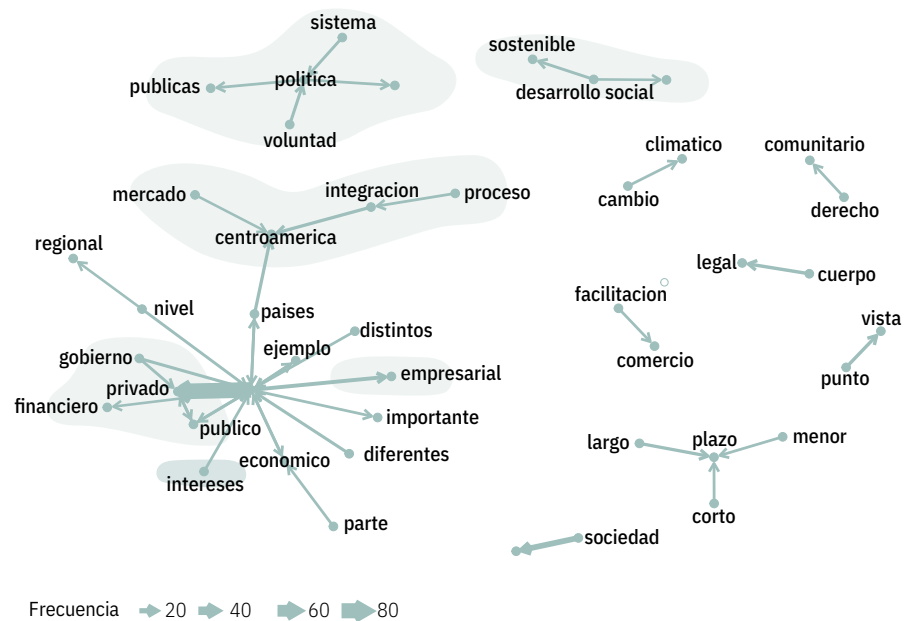 sistema
sostenible
publicas
politica
desarrollo social
voluntad
climatico
comunitario
mercado
integracion
proceso
cambio
derecho
centroamerica
regional
legal
cuerpo
nivel
paises
facilitacion
distintos
vista
gobierno
ejemplo
comercio
privado
empresarial
punto
financiero
importante
publico
largo
plazo
menor
economico
diferentes
intereses
corto
parte
sociedad
Frecuencia 20 40 60 80